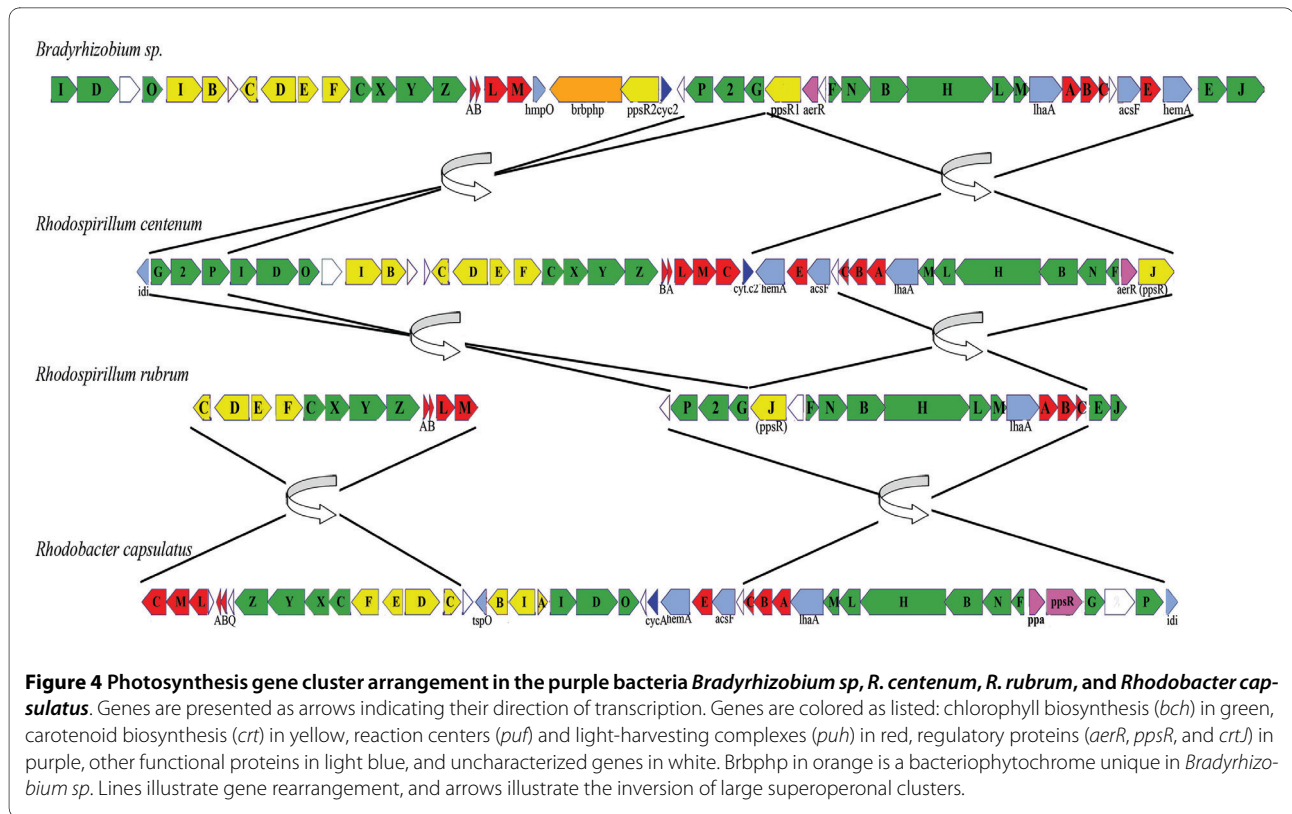 Bradyrhizobium sp.
I D O I B C D E F C X Y Z L M P 2 G F N B H L M A B C E E J
AB hmpO brbphp ppsR2 cyc2 ppsR1 aerR lhaA acsF hemA
Rhodospirillum centenum
G 2 P I D O I B C D E F C X Y Z L M C E C B A M L H B N F J
idi BA cyt.c2 hemA acsF lhaA aerR (ppsR)
Rhodospirillum rubrum
C D E F C X Y Z L M P 2 G J F N B H L M A B C E J
AB (ppsR) lhaA
Rhodobacter capsulatus
C M L Z Y X C F E D C B I A I D O E C B A M L H B N F ppsR G P
ABQ tspO cycA hemA acsF lhaA ppa idi
Figure 4 Photosynthesis gene cluster arrangement in the purple bacteria Bradyrhizobium sp, R. centenum, R. rubrum, and Rhodobacter cap-
sulatus. Genes are presented as arrows indicating their direction of transcription. Genes are colored as listed: chlorophyll biosynthesis (bch) in green,
carotenoid biosynthesis (crt) in yellow, reaction centers (puf) and light-harvesting complexes (puh) in red, regulatory proteins (aerR, ppsR, and crtJ) in
purple, other functional proteins in light blue, and uncharacterized genes in white. Brbphp in orange is a bacteriophytochrome unique in Bradyrhizo-
bium sp. Lines illustrate gene rearrangement, and arrows illustrate the inversion of large superoperonal clusters.